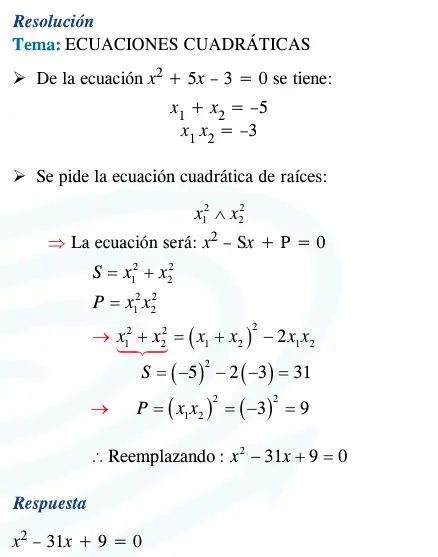 Resolución
Tema: ECUACIONES CUADRÁTICAS
➢ De la ecuación x² + 5x – 3 = 0 se tiene:
x₁ + x₂ = –5
x₁ x₂ = –3
➢ Se pide la ecuación cuadrática de raíces:
x₁² ∧ x₂²
⇒ La ecuación será: x² – Sx + P = 0
S = x₁² + x₂²
P = x₁²x₂²
→ x₁² + x₂² = (x₁ + x₂)² − 2x₁x₂
S = (−5)² − 2(−3) = 31
→ P = (x₁x₂)² = (−3)² = 9
∴ Reemplazando : x² − 31x + 9 = 0
Respuesta
x² – 31x + 9 = 0